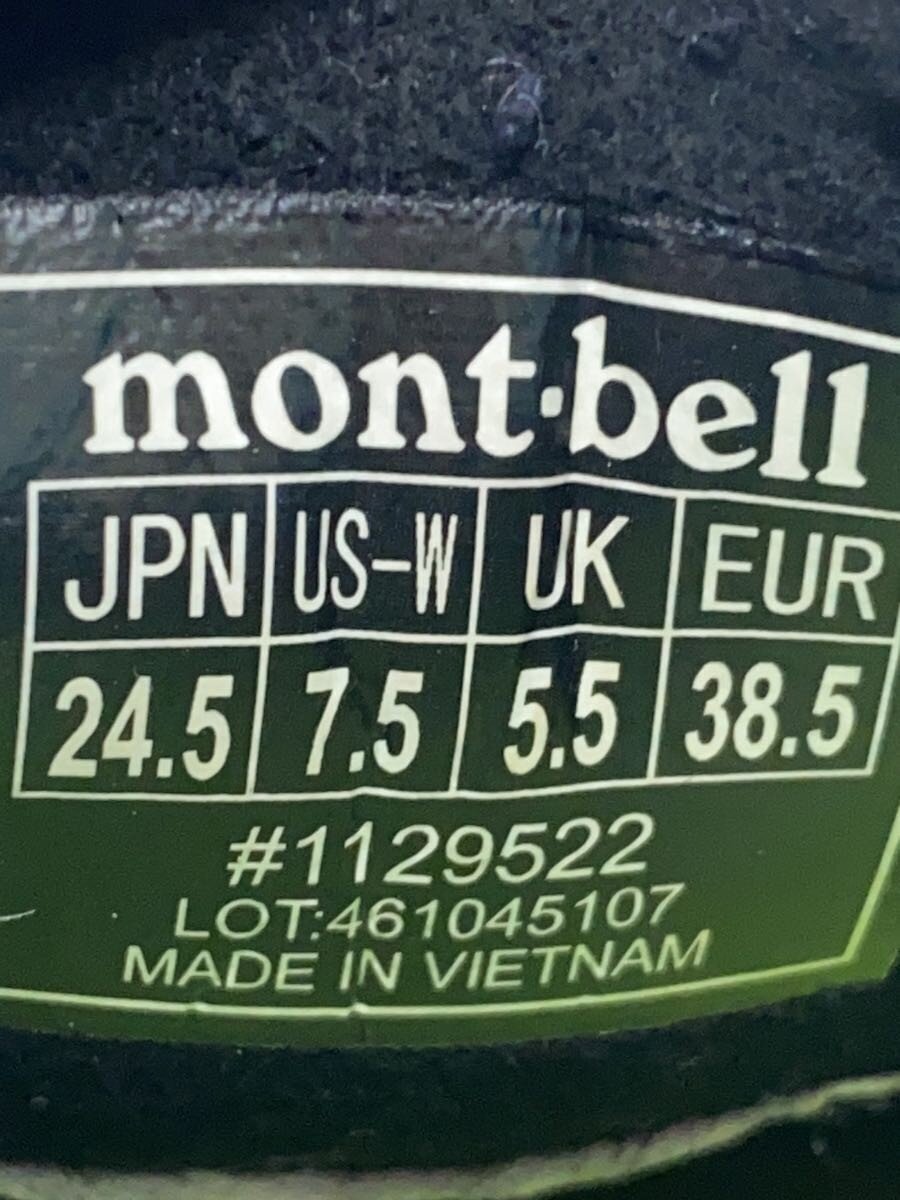 mont·bell
JPN US-W UK EUR
24.5 7.5 5.5 38.5
#1129522
LOT:461045107
MADE IN VIETNAM